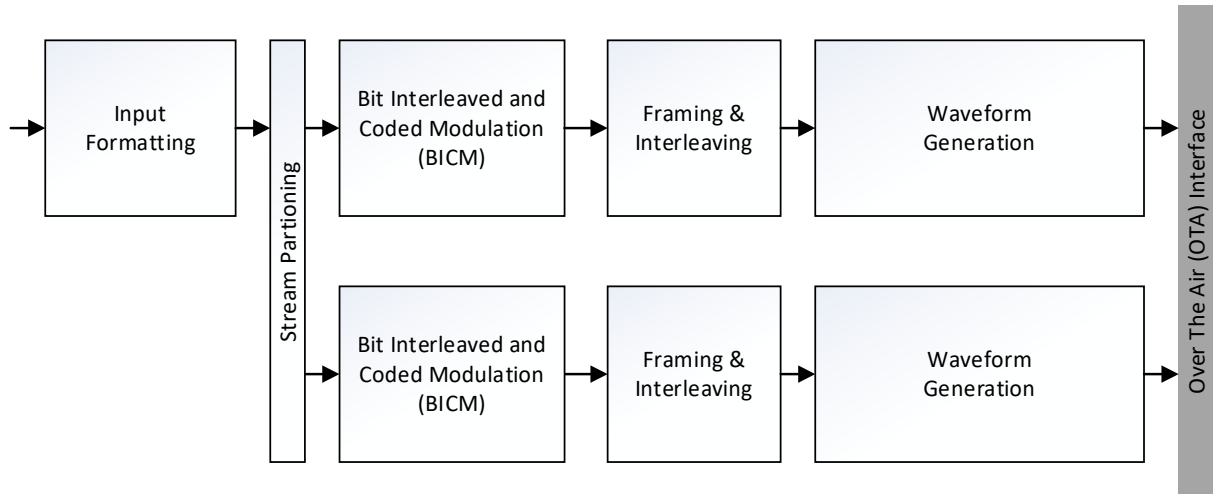 Input
Formatting
Stream Partioning
Bit Interleaved and
Coded Modulation
(BICM)
Framing &
Interleaving
Waveform
Generation
Bit Interleaved and
Coded Modulation
(BICM)
Framing &
Interleaving
Waveform
Generation
Over The Air (OTA) Interface